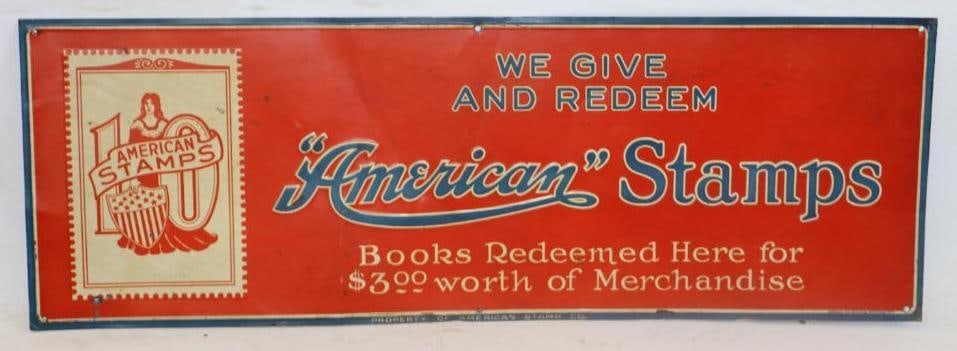 WE GIVE
AND REDEEM
"American" Stamps
Books Redeemed Here for
$3.00 worth of Merchandise
10
AMERICAN
STAMPS
PROPERTY OF AMERICAN STAMP CO.